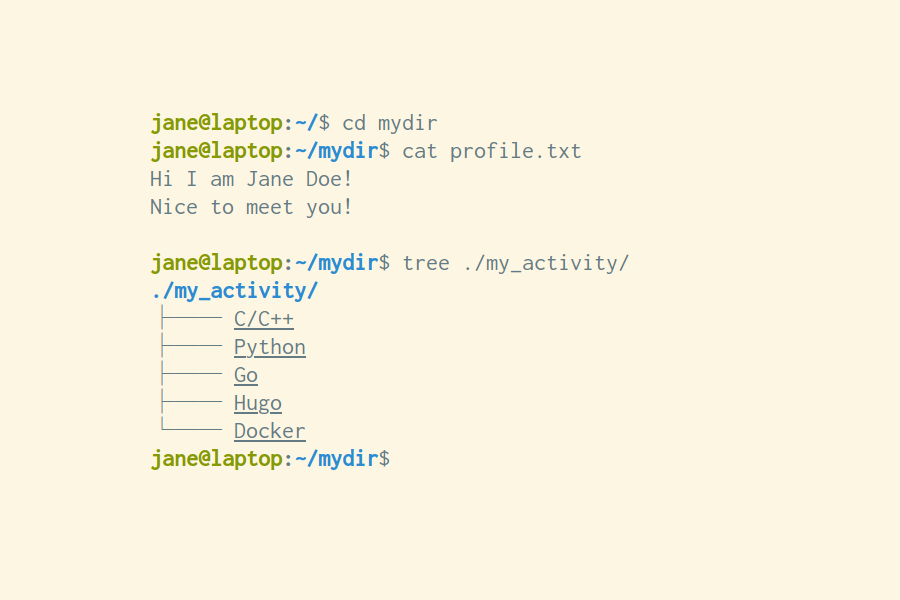 jane@laptop:~/$ cd mydir
jane@laptop:~/mydir$ cat profile.txt
Hi I am Jane Doe!
Nice to meet you!
jane@laptop:~/mydir$ tree ./my_activity/
./my_activity/
├── C/C++
├── Python
├── Go
├── Hugo
└── Docker
jane@laptop:~/mydir$